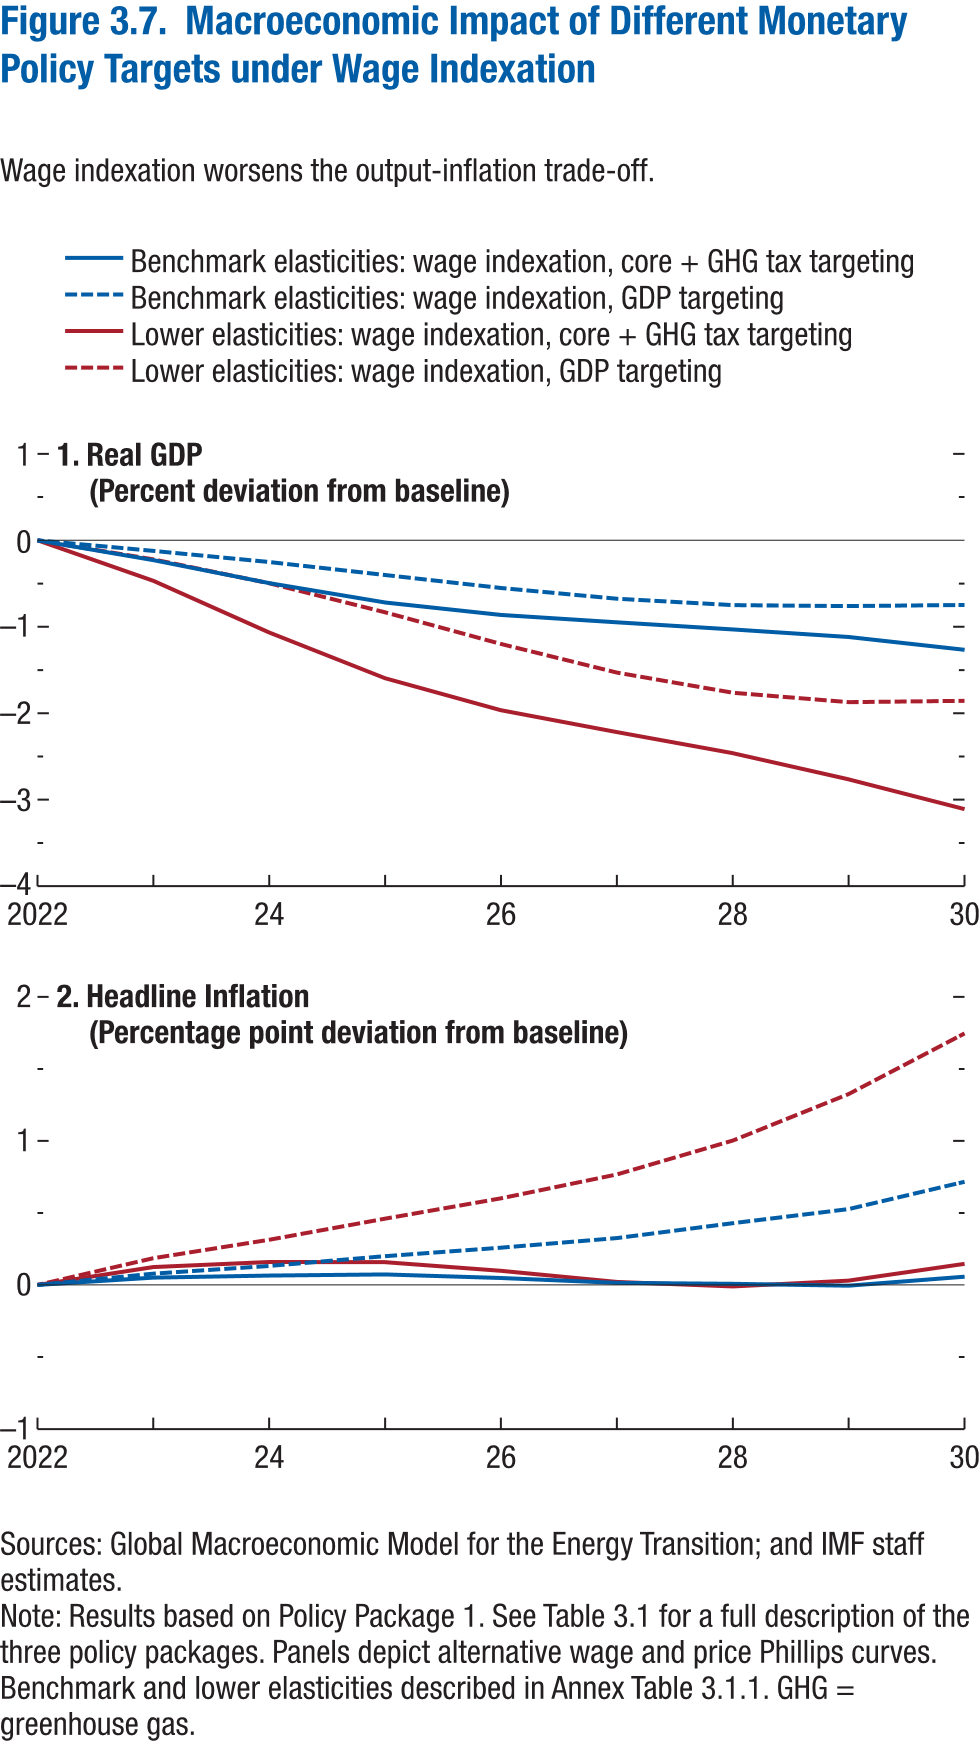 Figure 3.7. Macroeconomic Impact of Different Monetary
Policy Targets under Wage Indexation
Wage indexation worsens the output-inflation trade-off.
Benchmark elasticities: wage indexation, core + GHG tax targeting
Benchmark elasticities: wage indexation, GDP targeting
Lower elasticities: wage indexation, core + GHG tax targeting
Lower elasticities: wage indexation, GDP targeting
1. Real GDP
(Percent deviation from baseline)
1
0
–1
–2
–3
–4
2022 24 26 28 30
2. Headline Inflation
(Percentage point deviation from baseline)
2
1
0
–1
2022 24 26 28 30
Sources: Global Macroeconomic Model for the Energy Transition; and IMF staff
estimates.
Note: Results based on Policy Package 1. See Table 3.1 for a full description of the
three policy packages. Panels depict alternative wage and price Phillips curves.
Benchmark and lower elasticities described in Annex Table 3.1.1. GHG =
greenhouse gas.